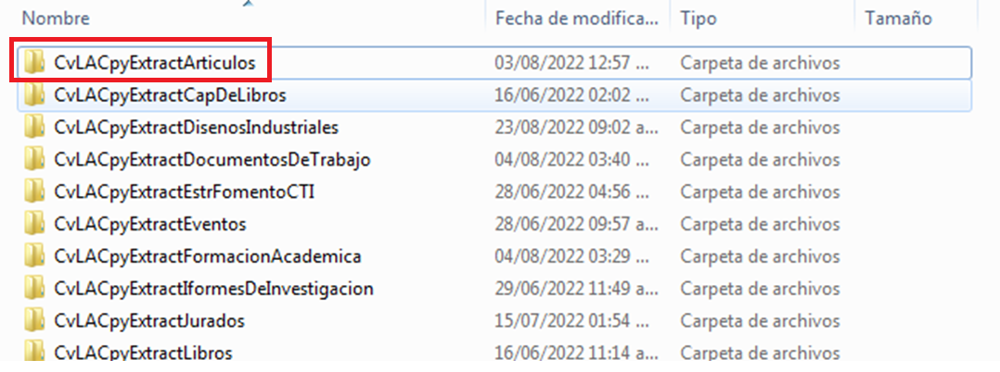 Nombre Fecha de modifica... Tipo Tamaño
CvLACpyExtractArticulos 03/08/2022 12:57 ... Carpeta de archivos
CvLACpyExtractCapDeLibros 16/06/2022 02:02 ... Carpeta de archivos
CvLACpyExtractDisenosIndustriales 23/08/2022 09:02 a... Carpeta de archivos
CvLACpyExtractDocumentosDeTrabajo 04/08/2022 03:40 ... Carpeta de archivos
CvLACpyExtractEstrFomentoCTI 28/06/2022 04:56 ... Carpeta de archivos
CvLACpyExtractEventos 28/06/2022 09:57 a... Carpeta de archivos
CvLACpyExtractFormacionAcademica 04/08/2022 03:29 ... Carpeta de archivos
CvLACpyExtractIformesDeInvestigacion 29/06/2022 11:49 a... Carpeta de archivos
CvLACpyExtractJurados 15/07/2022 01:54 ... Carpeta de archivos
CvLACpyExtractLibros 16/06/2022 11:14 a... Carpeta de archivos